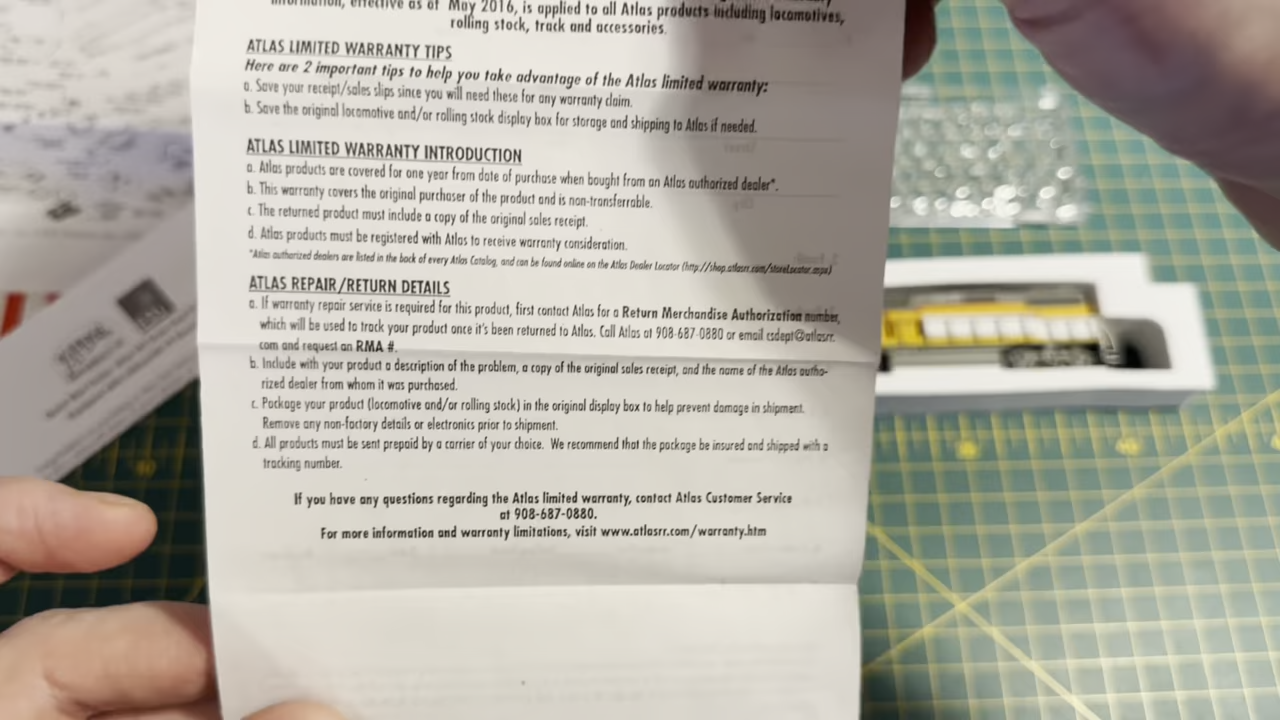 information, effective as of May 2016, is applied to all Atlas products including locomotives,
rolling stock, track and accessories.
ATLAS LIMITED WARRANTY TIPS
Here are 2 important tips to help you take advantage of the Atlas limited warranty:
a. Save your receipt/sales slips since you will need these for any warranty claim.
b. Save the original locomotive and/or rolling stock display box for storage and shipping to Atlas if needed.
ATLAS LIMITED WARRANTY INTRODUCTION
a. Atlas products are covered for one year from date of purchase when bought from an Atlas authorized dealer*.
b. This warranty covers the original purchaser of the product and is non-transferrable.
c. The returned product must include a copy of the original sales receipt.
d. Atlas products must be registered with Atlas to receive warranty consideration.
*Atlas authorized dealers are listed in the back of every Atlas Catalog, and can be found online on the Atlas Dealer Locator (http://shop.atlasrr.com/storeLocator.aspx)
ATLAS REPAIR/RETURN DETAILS
a. If warranty repair service is required for this product, first contact Atlas for a Return Merchandise Authorization number,
which will be used to track your product once it's been returned to Atlas. Call Atlas at 908-687-0880 or email csdept@atlasrr.
com and request an RMA #.
b. Include with your product a description of the problem, a copy of the original sales receipt, and the name of the Atlas autho-
rized dealer from whom it was purchased.
c. Package your product (locomotive and/or rolling stock) in the original display box to help prevent damage in shipment.
Remove any non-factory details or electronics prior to shipment.
d. All products must be sent prepaid by a carrier of your choice. We recommend that the package be insured and shipped with a
tracking number.
If you have any questions regarding the Atlas limited warranty, contact Atlas Customer Service
at 908-687-0880.
For more information and warranty limitations, visit www.atlasrr.com/warranty.htm